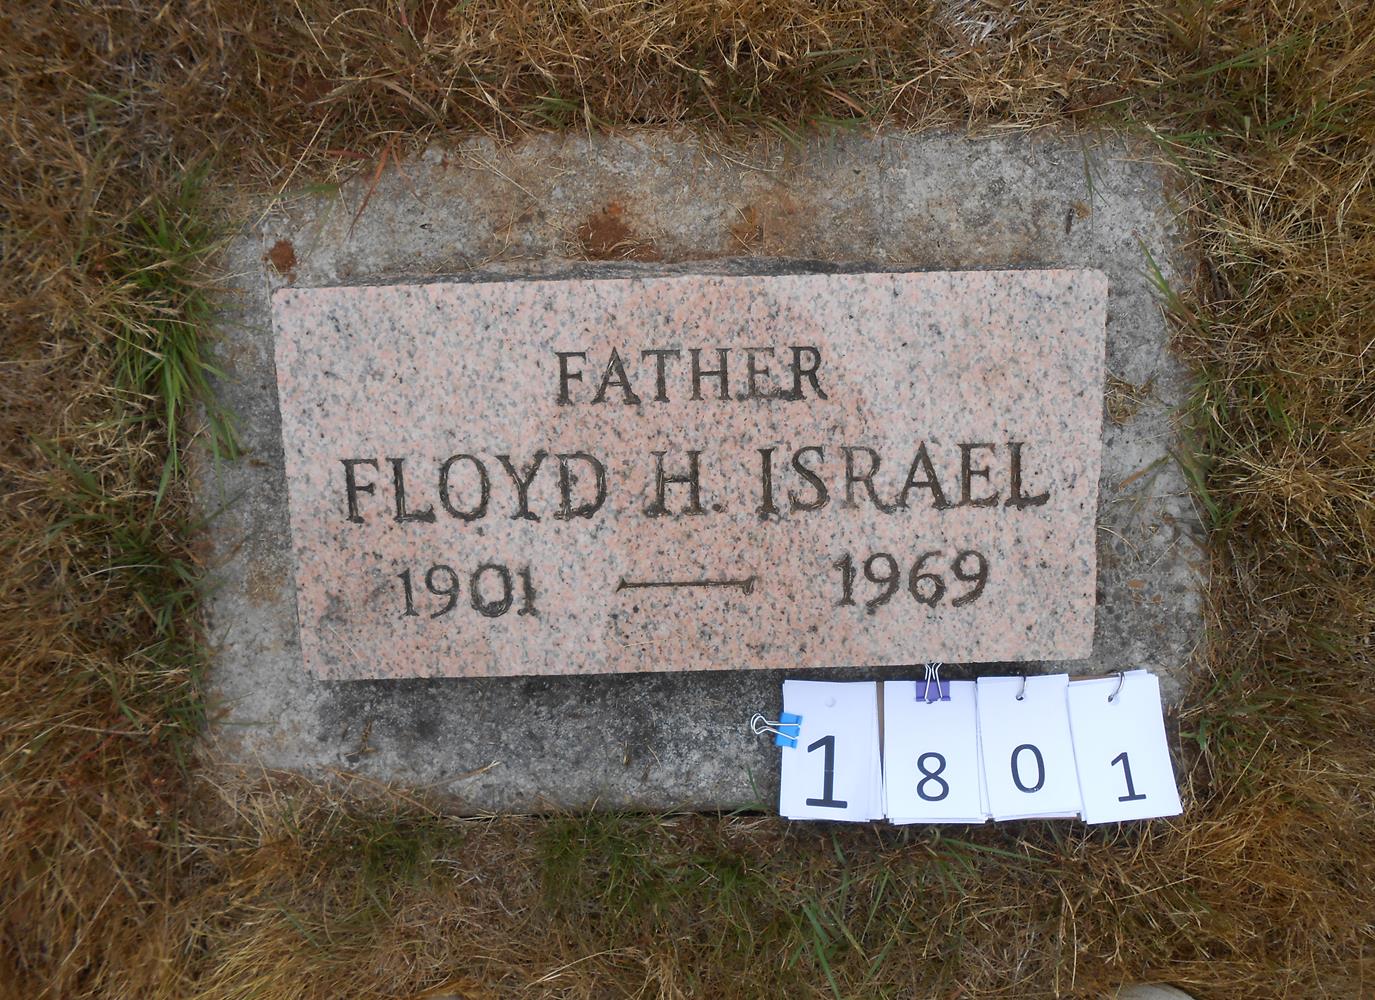 FATHER
FLOYD H. ISRAEL
1901 — 1969
1801